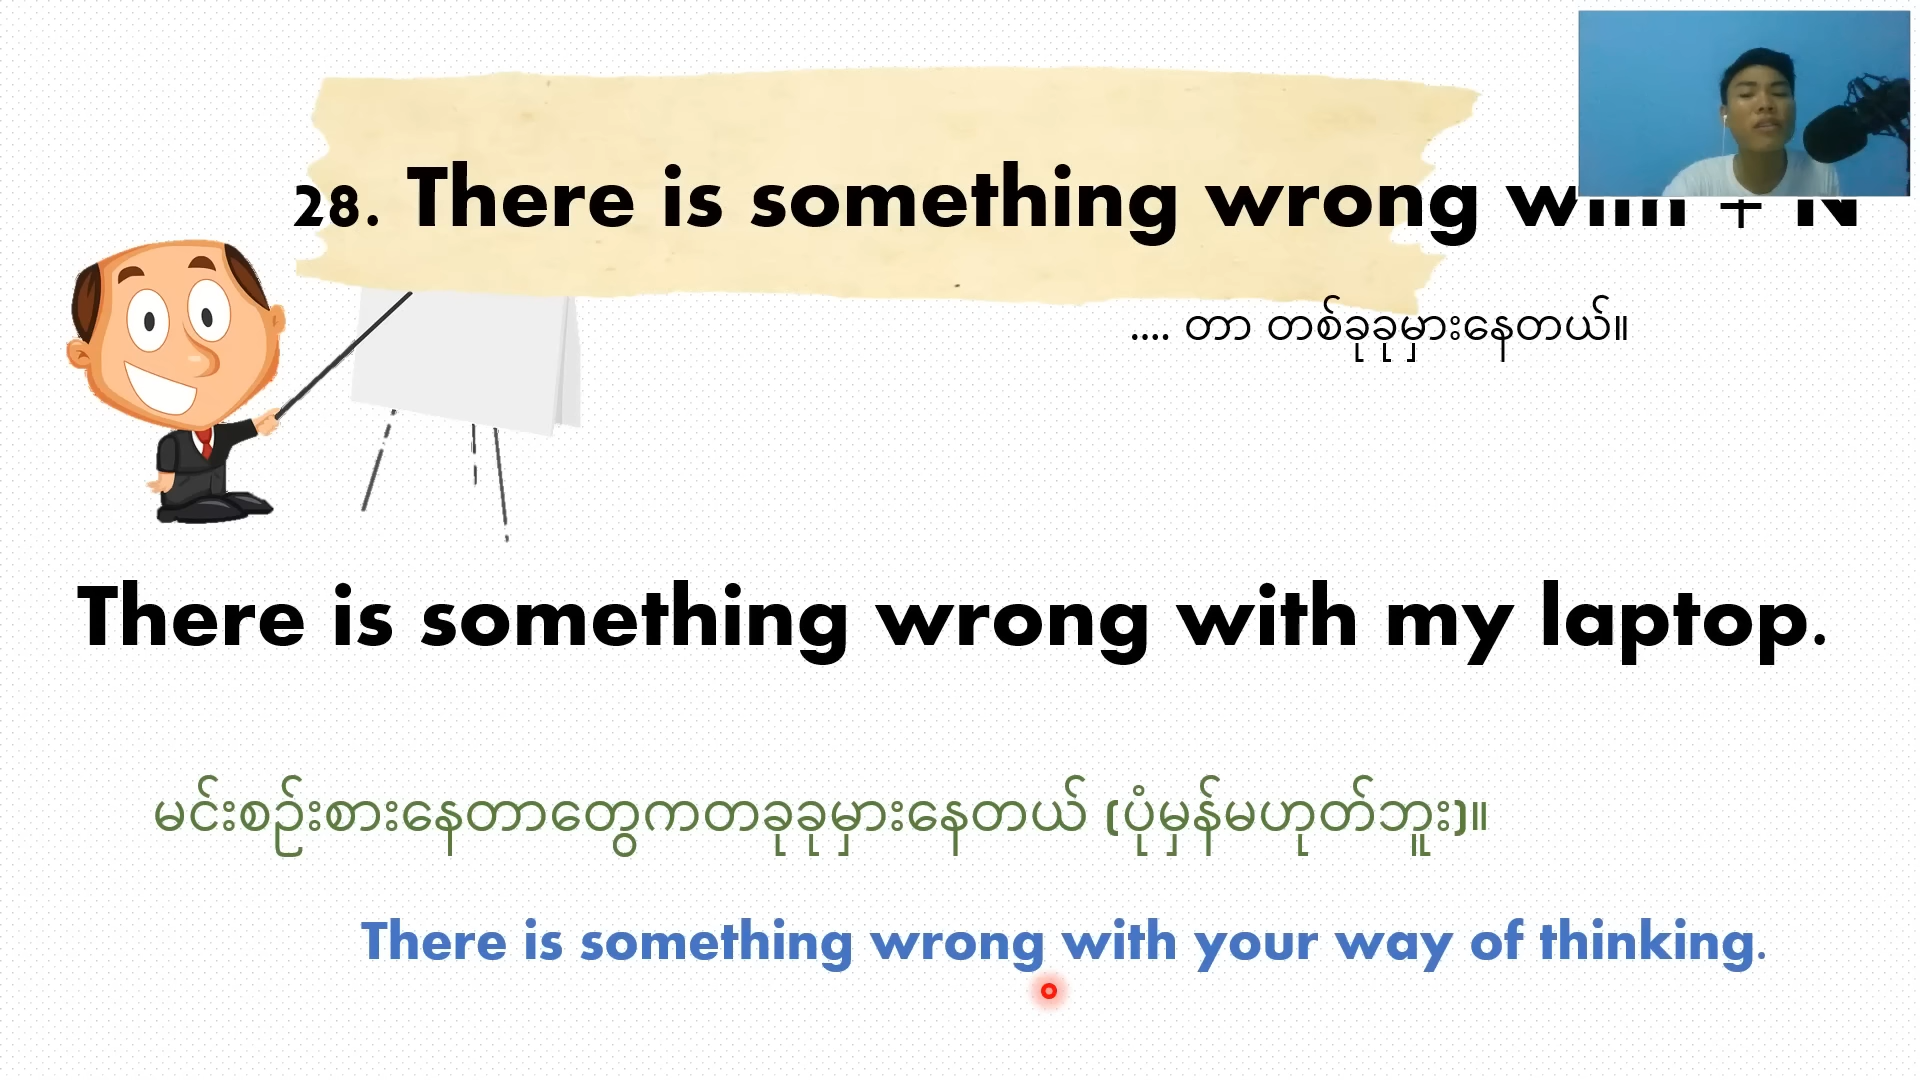 28. There is something wrong with + N
.... တာ တစ်ခုခုမှားနေတယ်။
There is something wrong with my laptop.
မင်းစဉ်းစားနေတာတွေကတခုခုမှားနေတယ် (ပုံမှန်မဟုတ်ဘူး)။
There is something wrong with your way of thinking.